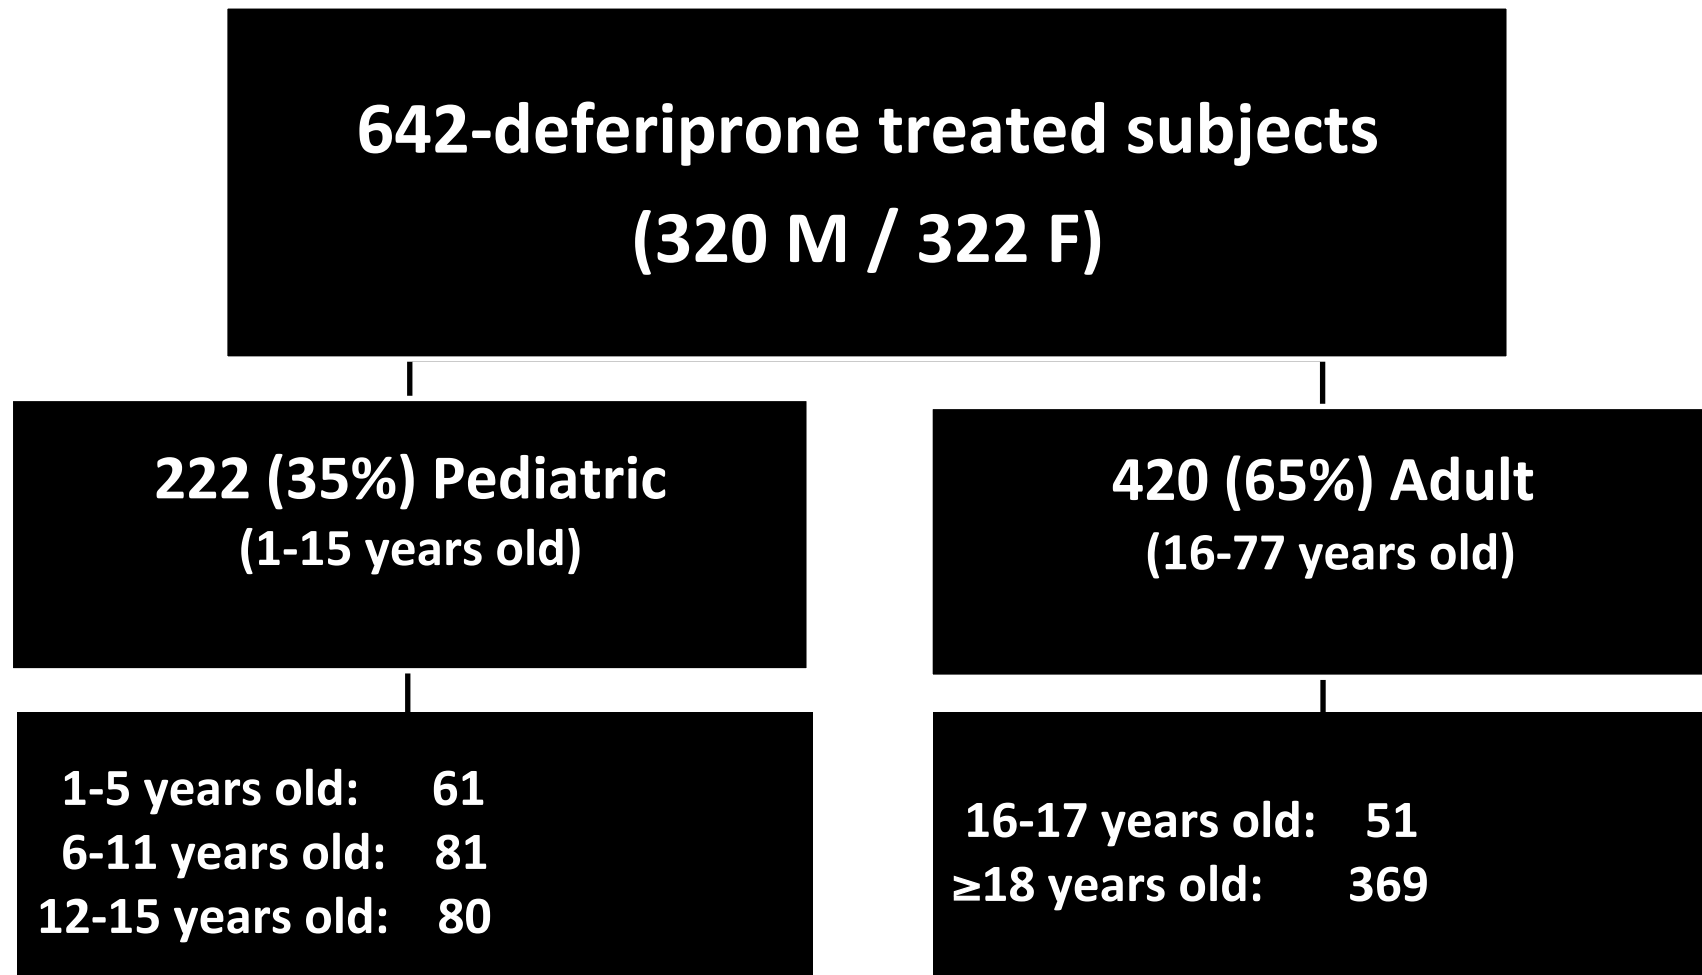 642-deferiprone treated subjects
(320 M / 322 F)
222 (35%) Pediatric
(1-15 years old)
420 (65%) Adult
(16-77 years old)
1-5 years old: 61
6-11 years old: 81
12-15 years old: 80
16-17 years old: 51
≥18 years old: 369